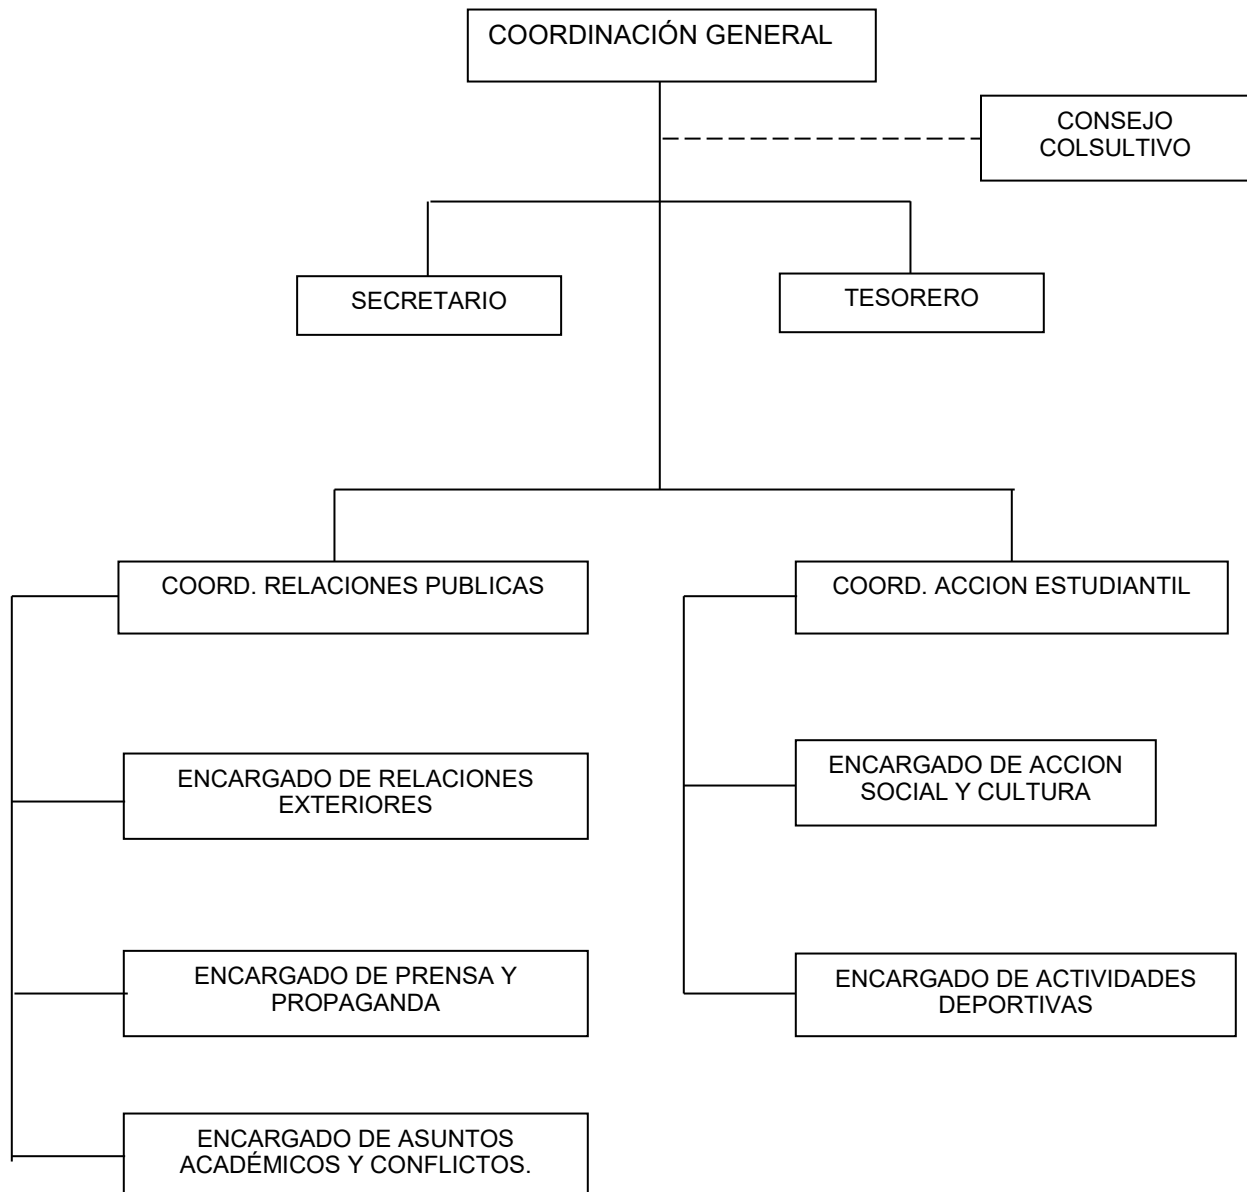 COORDINACIÓN GENERAL
CONSEJO
COLSULTIVO
SECRETARIO
TESORERO
COORD. RELACIONES PUBLICAS
COORD. ACCION ESTUDIANTIL
ENCARGADO DE RELACIONES
EXTERIORES
ENCARGADO DE ACCION
SOCIAL Y CULTURA
ENCARGADO DE PRENSA Y
PROPAGANDA
ENCARGADO DE ACTIVIDADES
DEPORTIVAS
ENCARGADO DE ASUNTOS
ACADÉMICOS Y CONFLICTOS.